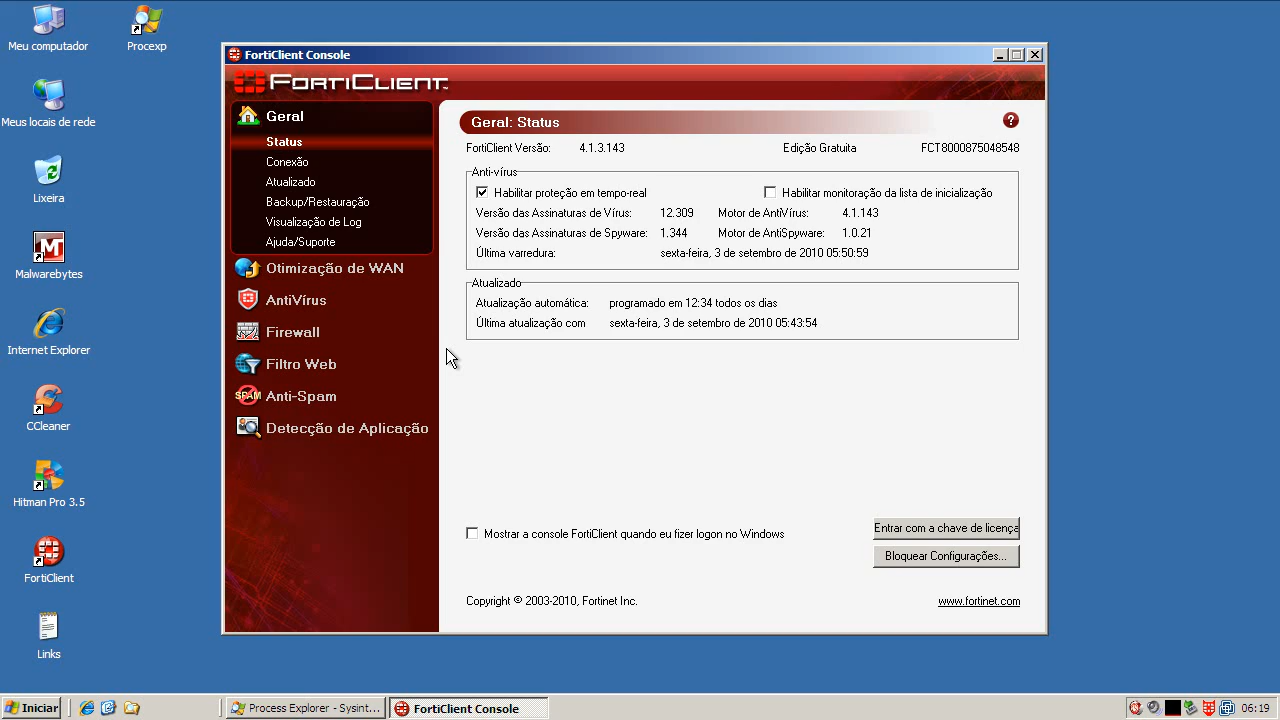 Meu computador
Procexp
Meus locais de rede
Lixeira
Malwarebytes
Internet Explorer
CCleaner
Hitman Pro 3.5
FortiClient
Links
FortiClient Console
FORTICLIENT
Geral
Status
Conexão
Atualizado
Backup/Restauração
Visualização de Log
Ajuda/Suporte
Otimização de WAN
AntiVírus
Firewall
Filtro Web
SPAM Anti-Spam
Detecção de Aplicação
Geral: Status
?
FortiClient Versão: 4.1.3.143 Edição Gratuita FCT8000875048548
Anti-vírus
Habilitar proteção em tempo-real Habilitar monitoração da lista de inicialização
Versão das Assinaturas de Vírus: 12.309 Motor de AntiVírus: 4.1.143
Versão das Assinaturas de Spyware: 1.344 Motor de AntiSpyware: 1.0.21
Última varredura: sexta-feira, 3 de setembro de 2010 05:50:59
Atualizado
Atualização automática: programado em 12:34 todos os dias
Última atualização com sexta-feira, 3 de setembro de 2010 05:43:54
Mostrar a console FortiClient quando eu fizer logon no Windows
Entrar com a chave de licença
Bloquear Configurações...
Copyright © 2003-2010, Fortinet Inc.
www.fortinet.com
Iniciar
Process Explorer - Sysint...
FortiClient Console
06:19